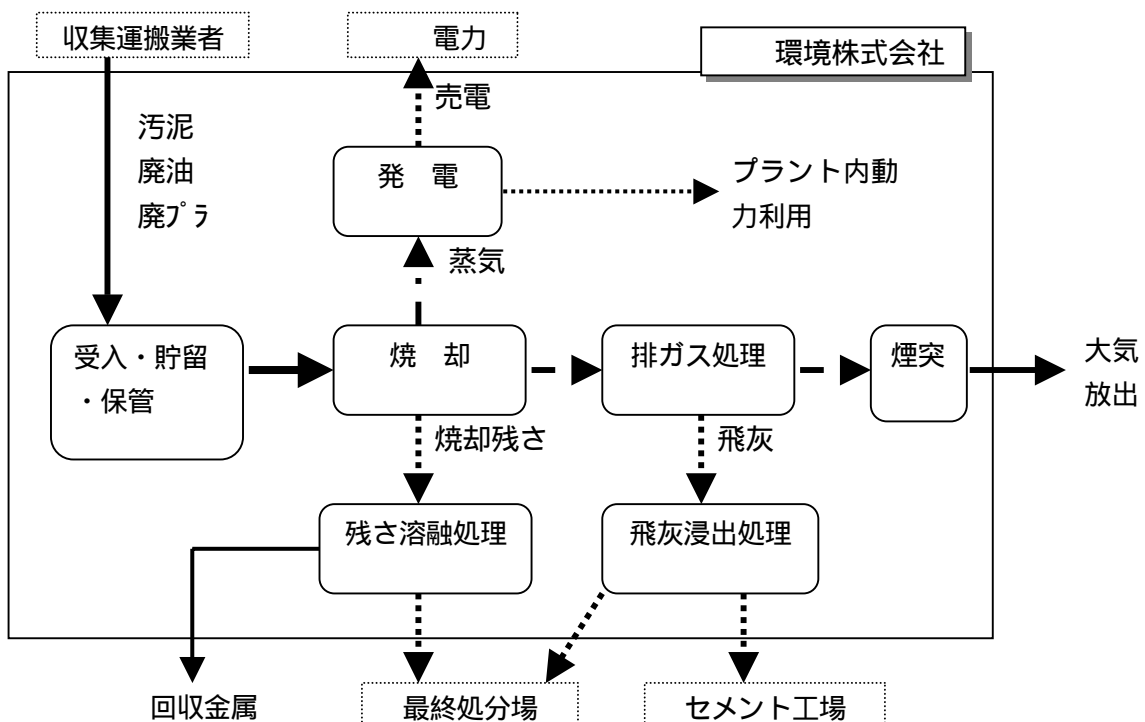 収集運搬業者
電力
環境株式会社
売電
汚泥
廃油
廃プラ
発　電
プラント内動
力利用
蒸気
受入・貯留
・保管
焼　却
排ガス処理
煙突
大気
放出
焼却残さ
飛灰
残さ溶融処理
飛灰浸出処理
回収金属
最終処分場
セメント工場